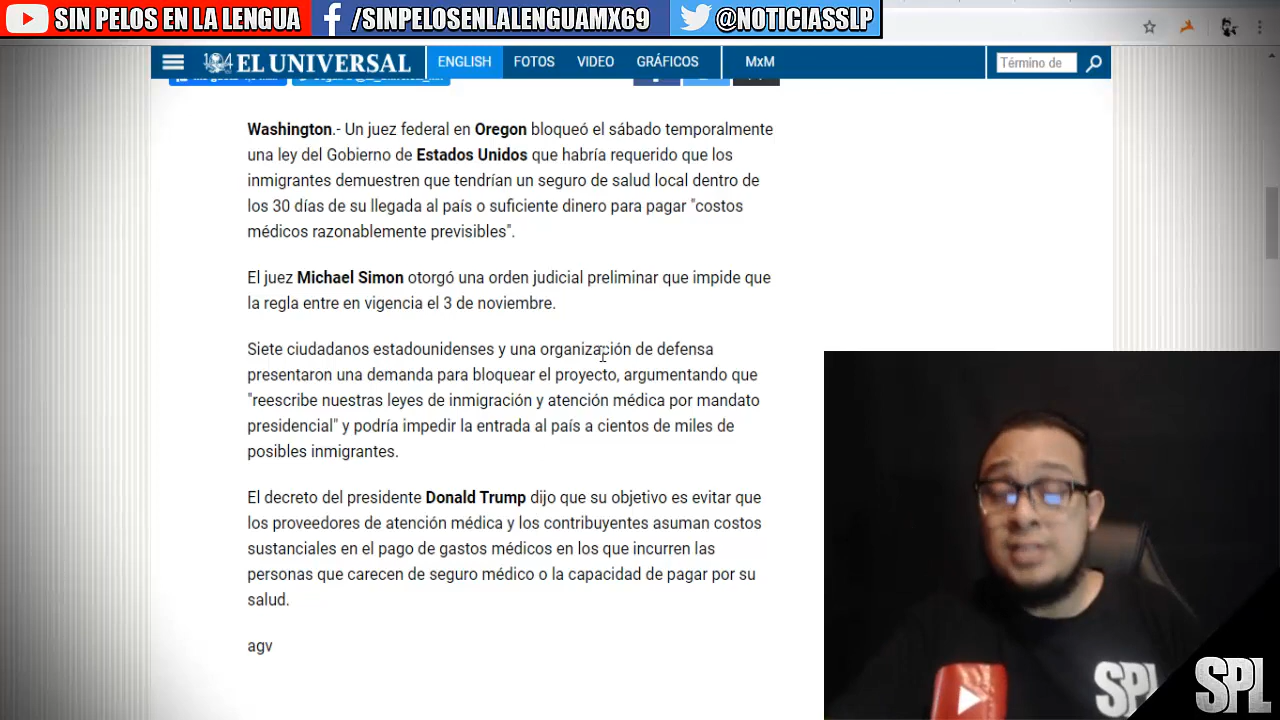 SIN PELOS EN LA LENGUA
/SINPELOSENLALENGUAMX69
@NOTICIASSLP
EL UNIVERSAL
ENGLISH
FOTOS
VIDEO
GRÁFICOS
MxM
Término de
Washington.- Un juez federal en Oregon bloqueó el sábado temporalmente
una ley del Gobierno de Estados Unidos que habría requerido que los
inmigrantes demuestren que tendrían un seguro de salud local dentro de
los 30 días de su llegada al país o suficiente dinero para pagar "costos
médicos razonablemente previsibles".
El juez Michael Simon otorgó una orden judicial preliminar que impide que
la regla entre en vigencia el 3 de noviembre.
Siete ciudadanos estadounidenses y una organización de defensa
presentaron una demanda para bloquear el proyecto, argumentando que
"reescribe nuestras leyes de inmigración y atención médica por mandato
presidencial" y podría impedir la entrada al país a cientos de miles de
posibles inmigrantes.
El decreto del presidente Donald Trump dijo que su objetivo es evitar que
los proveedores de atención médica y los contribuyentes asuman costos
sustanciales en el pago de gastos médicos en los que incurren las
personas que carecen de seguro médico o la capacidad de pagar por su
salud.
agv
SPL
SPL